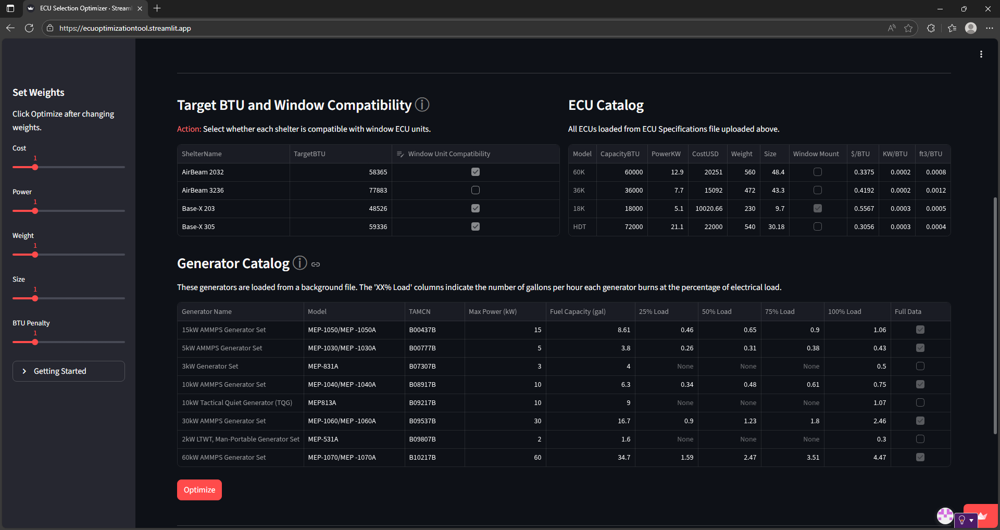 ECU Selection Optimizer · Streaml
https://ecuoptimizationtool.streamlit.app
Set Weights
Click Optimize after changing
weights.
Cost
1
Power
1
Weight
1
Size
1
BTU Penalty
1
Getting Started
Target BTU and Window Compatibility
Action: Select whether each shelter is compatible with window ECU units.
ShelterName TargetBTU Window Unit Compatibility
AirBeam 2032 58365
AirBeam 3236 77883
Base-X 203 48526
Base-X 305 59336
ECU Catalog
All ECUs loaded from ECU Specifications file uploaded above.
Model CapacityBTU PowerKW CostUSD Weight Size Window Mount $/BTU KW/BTU ft3/BTU
60K 60000 12.9 20251 560 48.4 0.3375 0.0002 0.0008
36K 36000 7.7 15092 472 43.3 0.4192 0.0002 0.0012
18K 18000 5.1 10020.66 230 9.7 0.5567 0.0003 0.0005
HDT 72000 21.1 22000 540 30.18 0.3056 0.0003 0.0004
Generator Catalog
These generators are loaded from a background file. The 'XX% Load' columns indicate the number of gallons per hour each generator burns at the percentage of electrical load.
Generator Name Model TAMCN Max Power (kW) Fuel Capacity (gal) 25% Load 50% Load 75% Load 100% Load Full Data
15kW AMMPS Generator Set MEP-1050/MEP -1050A B00437B 15 8.61 0.46 0.65 0.9 1.06
5kW AMMPS Generator Set MEP-1030/MEP -1030A B00777B 5 3.8 0.26 0.31 0.38 0.43
3kW Generator Set MEP-831A B07307B 3 4 None None None 0.5
10kW AMMPS Generator Set MEP-1040/MEP -1040A B08917B 10 6.3 0.34 0.48 0.61 0.75
10kW Tactical Quiet Generator (TQG) MEP813A B09217B 10 9 None None None 1.07
30kW AMMPS Generator Set MEP-1060/MEP -1060A B09537B 30 16.7 0.9 1.23 1.8 2.46
2kW LTWT, Man-Portable Generator Set MEP-531A B09807B 2 1.6 None None None 0.3
60kW AMMPS Generator Set MEP-1070/MEP -1070A B10217B 60 34.7 1.59 2.47 3.51 4.47
Optimize